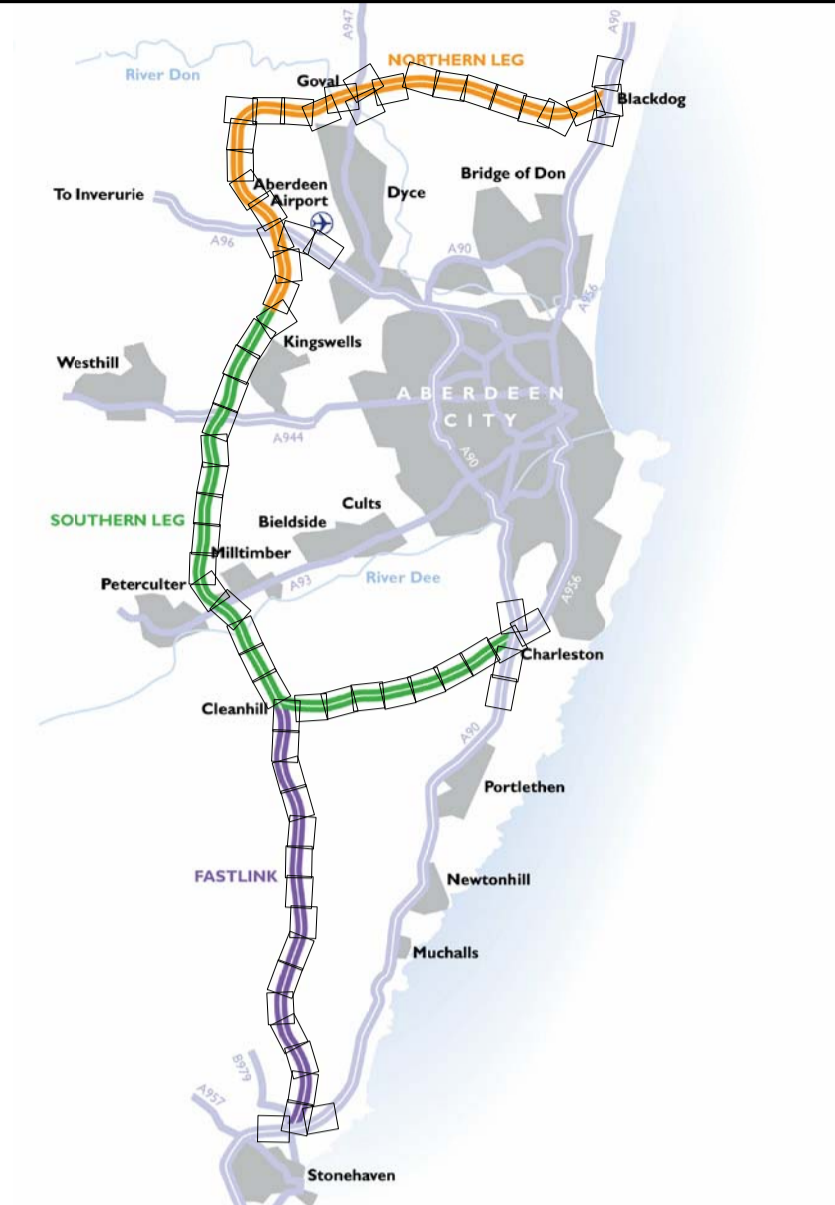 A947
A90
NORTHERN LEG
River Don
Goval
Blackdog
Bridge of Don
Aberdeen
Airport
To Inverurie
Dyce
A96
A90
A956
Kingswells
Westhill
ABERDEEN
CITY
A944
A90
Cults
SOUTHERN LEG
Bieldside
Milltimber
Peterculter
A93
River Dee
A956
Charleston
Cleanhill
A90
Portlethen
FASTLINK
Newtonhill
Muchalls
B979
A957
Stonehaven